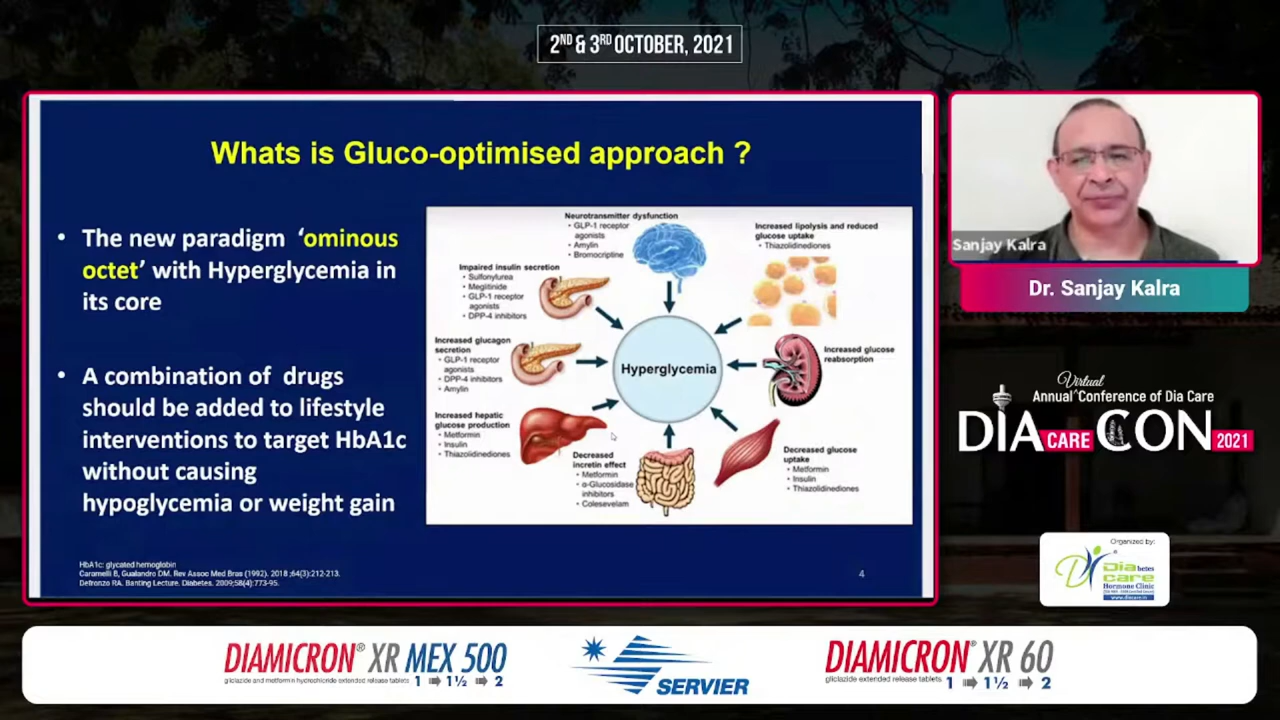 2ND & 3RD OCTOBER, 2021
Whats is Gluco-optimised approach ?
• The new paradigm ‘ominous
octet’ with Hyperglycemia in
its core
• A combination of drugs
should be added to lifestyle
interventions to target HbA1c
without causing
hypoglycemia or weight gain
Neurotransmitter dysfunction
• GLP-1 receptor
agonists
• Amylin
• Bromocriptine
Increased lipolysis and reduced
glucose uptake
• Thiazolidinediones
Impaired insulin secretion
• Sulfonylurea
• Meglitinide
• GLP-1 receptor
agonists
• DPP-4 inhibitors
Increased glucagon
secretion
• GLP-1 receptor
agonists
• DPP-4 inhibitors
• Amylin
Hyperglycemia
Increased glucose
reabsorption
Increased hepatic
glucose production
• Metformin
• Insulin
• Thiazolidinediones
Decreased
incretin effect
• Metformin
• α-Glucosidase
inhibitors
• Colesevelam
Decreased glucose
uptake
• Metformin
• Insulin
• Thiazolidinediones
HbA1c: glycated hemoglobin
Caramelli B, Gualandro DM. Rev Assoc Med Bras (1992). 2018 ;64(3):212-213.
Defronzo RA. Banting Lecture. Diabetes. 2009;58(4):773-95.
4
Sanjay Kalra
Dr. Sanjay Kalra
Virtual
Annual ^ Conference of Dia Care
DIA CARE CON 2021
Organized by:
Diabetes
care
Hormone Clinic
www.diacare.in
DIAMICRON® XR MEX 500
gliclazide and metformin hydrochloride extended release tablets 1 1½ 2
SERVIER
DIAMICRON® XR 60
gliclazide extended release tablets 1 1½ 2